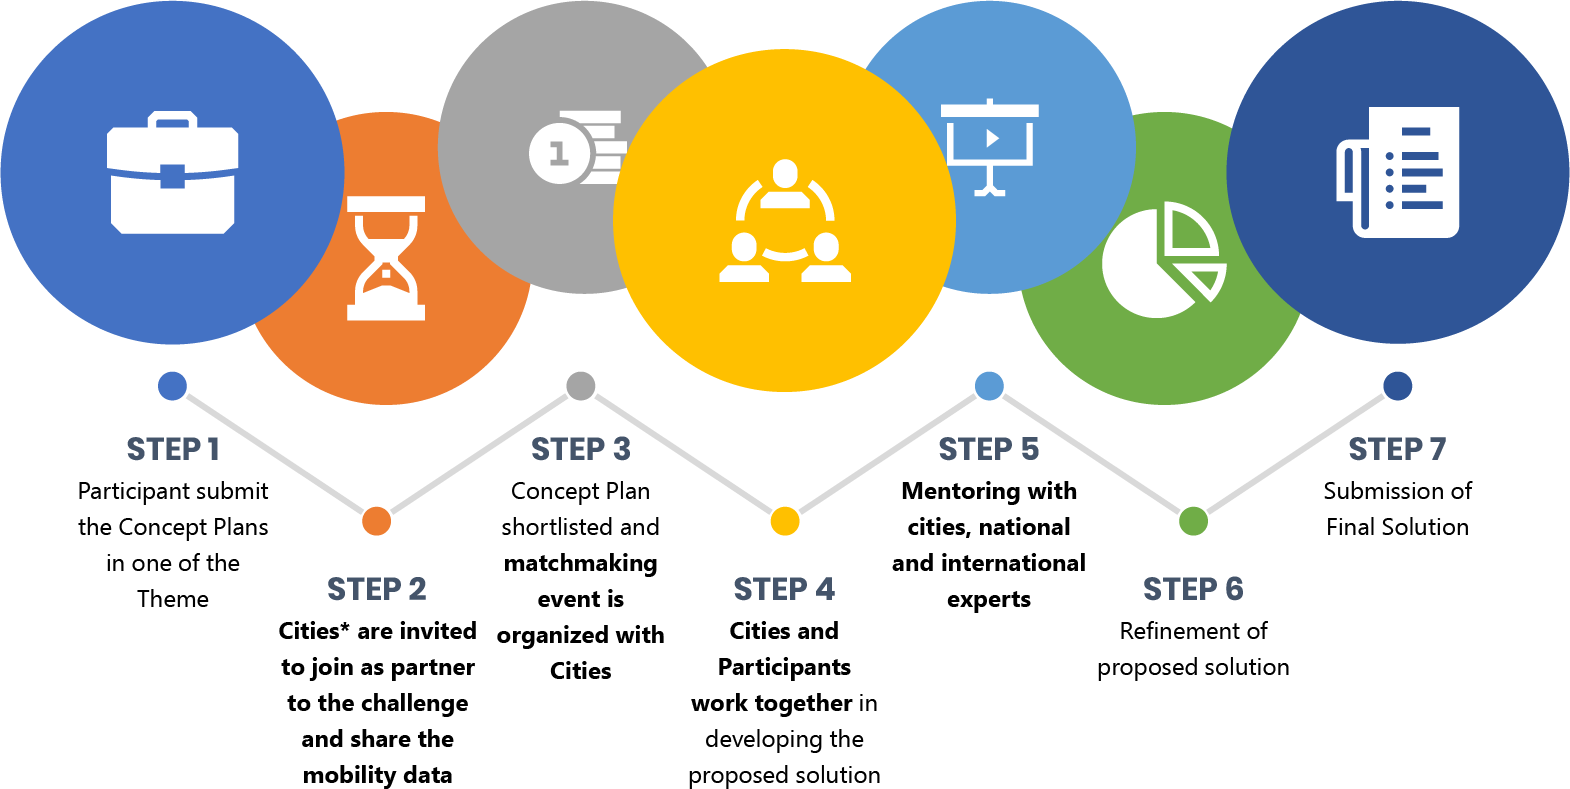 1
STEP 1
Participant submit
the Concept Plans
in one of the
Theme
STEP 2
Cities* are invited
to join as partner
to the challenge
and share the
mobility data
STEP 3
Concept Plan
shortlisted and
matchmaking
event is
organized with
Cities
STEP 4
Cities and
Participants
work together in
developing the
proposed solution
STEP 5
Mentoring with
cities, national
and international
experts
STEP 6
Refinement of
proposed solution
STEP 7
Submission of
Final Solution